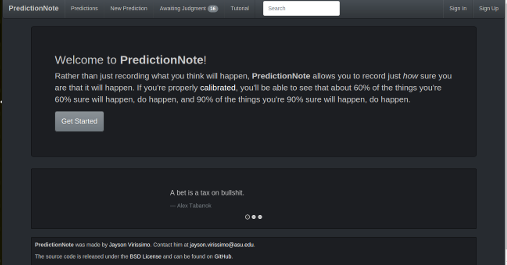 PredictionNote Predictions New Prediction Awaiting Judgment 16 Tutorial Search Sign In Sign Up
Welcome to PredictionNote!
Rather than just recording what you think will happen, PredictionNote allows you to record just how sure you
are that it will happen. If you're properly calibrated, you'll be able to see that about 60% of the things you're
60% sure will happen, do happen, and 90% of the things you're 90% sure will happen, do happen.
Get Started
A bet is a tax on bullshit.
— Alex Tabarrok
PredictionNote was made by Jayson Virissimo. Contact him at jayson.virissimo@asu.edu.
The source code is released under the BSD License and can be found on GitHub.